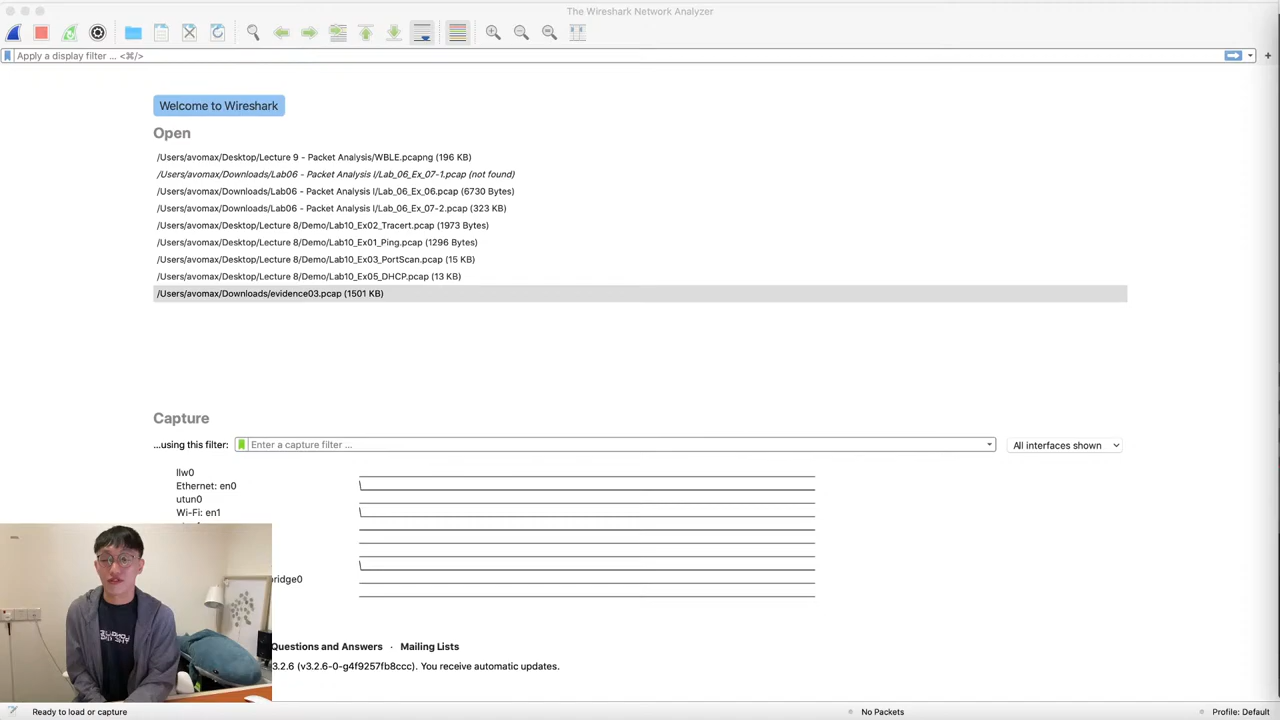 The Wireshark Network Analyzer
Apply a display filter ... <⌘/>
Welcome to Wireshark
Open
/Users/avomax/Desktop/Lecture 9 - Packet Analysis/WBLE.pcapng (196 KB)
/Users/avomax/Downloads/Lab06 - Packet Analysis I/Lab_06_Ex_07-1.pcap (not found)
/Users/avomax/Downloads/Lab06 - Packet Analysis I/Lab_06_Ex_06.pcap (6730 Bytes)
/Users/avomax/Downloads/Lab06 - Packet Analysis I/Lab_06_Ex_07-2.pcap (323 KB)
/Users/avomax/Desktop/Lecture 8/Demo/Lab10_Ex02_Tracert.pcap (1973 Bytes)
/Users/avomax/Desktop/Lecture 8/Demo/Lab10_Ex01_Ping.pcap (1296 Bytes)
/Users/avomax/Desktop/Lecture 8/Demo/Lab10_Ex03_PortScan.pcap (15 KB)
/Users/avomax/Desktop/Lecture 8/Demo/Lab10_Ex05_DHCP.pcap (13 KB)
/Users/avomax/Downloads/evidence03.pcap (1501 KB)
Capture
...using this filter: Enter a capture filter ... All interfaces shown
llw0
Ethernet: en0
utun0
Wi-Fi: en1
ridge0
Questions and Answers · Mailing Lists
3.2.6 (v3.2.6-0-g4f9257fb8ccc). You receive automatic updates.
Ready to load or capture No Packets Profile: Default